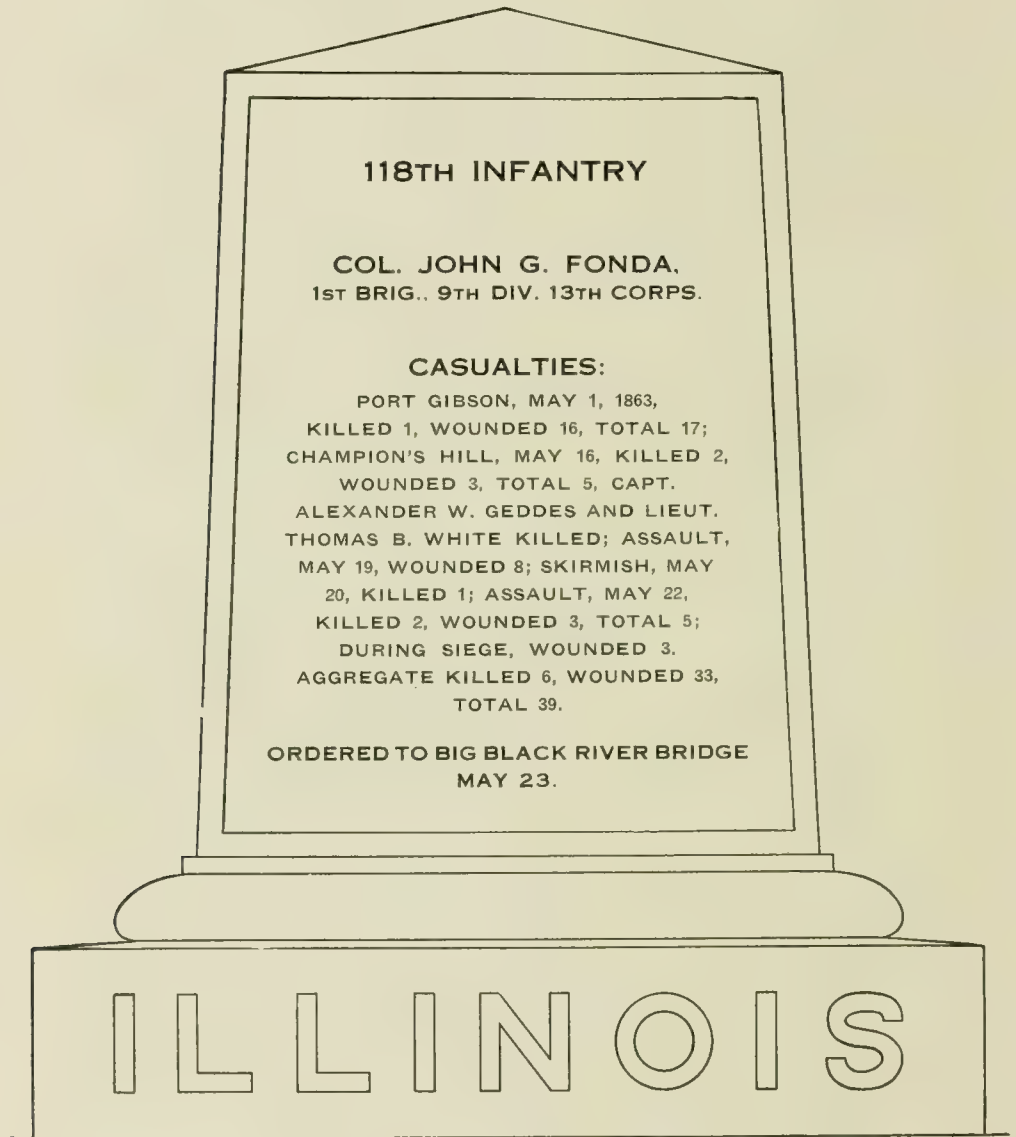 118TH INFANTRY
COL. JOHN G. FONDA,
1ST BRIG., 9TH DIV. 13TH CORPS.
CASUALTIES:
PORT GIBSON, MAY 1, 1863,
KILLED 1, WOUNDED 16, TOTAL 17;
CHAMPION'S HILL, MAY 16, KILLED 2,
WOUNDED 3, TOTAL 5, CAPT.
ALEXANDER W. GEDDES AND LIEUT.
THOMAS B. WHITE KILLED; ASSAULT,
MAY 19, WOUNDED 8; SKIRMISH, MAY
20, KILLED 1; ASSAULT, MAY 22,
KILLED 2, WOUNDED 3, TOTAL 5;
DURING SIEGE, WOUNDED 3.
AGGREGATE KILLED 6, WOUNDED 33,
TOTAL 39.
ORDERED TO BIG BLACK RIVER BRIDGE
MAY 23.
ILLINOIS